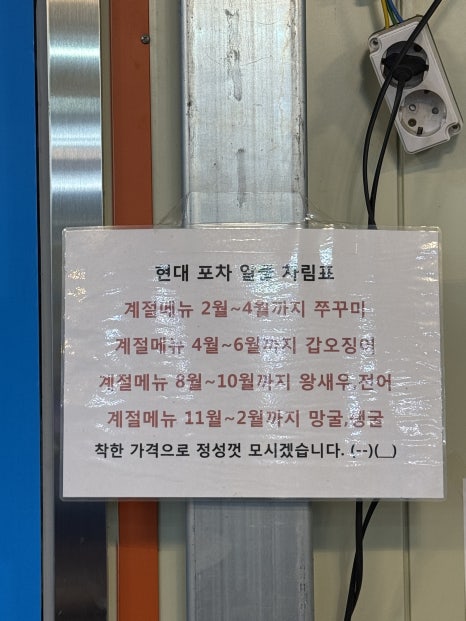 현대 포차 일품 차림표
계절메뉴 2월~4월까지 쭈꾸미
계절메뉴 4월~6월까지 갑오징어
계절메뉴 8월~10월까지 왕새우,전어
계절메뉴 11월~2월까지 망굴,생굴
착한 가격으로 정성껏 모시겠습니다. (--)(__)